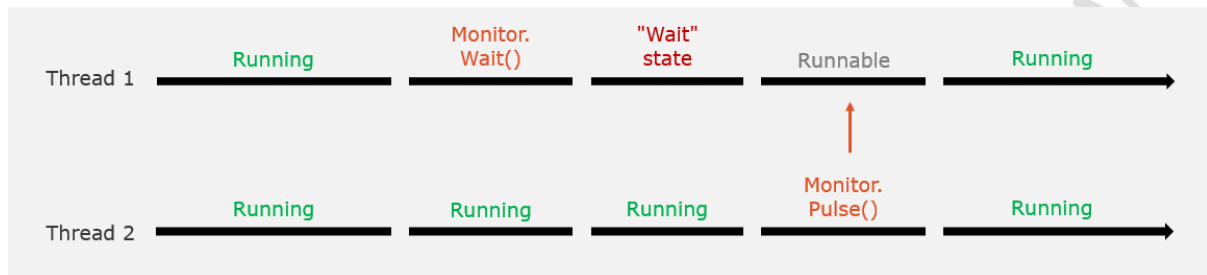 Monitor. "Wait"
Running Wait() state Runnable Running
Thread 1
Monitor.
Running Running Running Pulse() Running
Thread 2